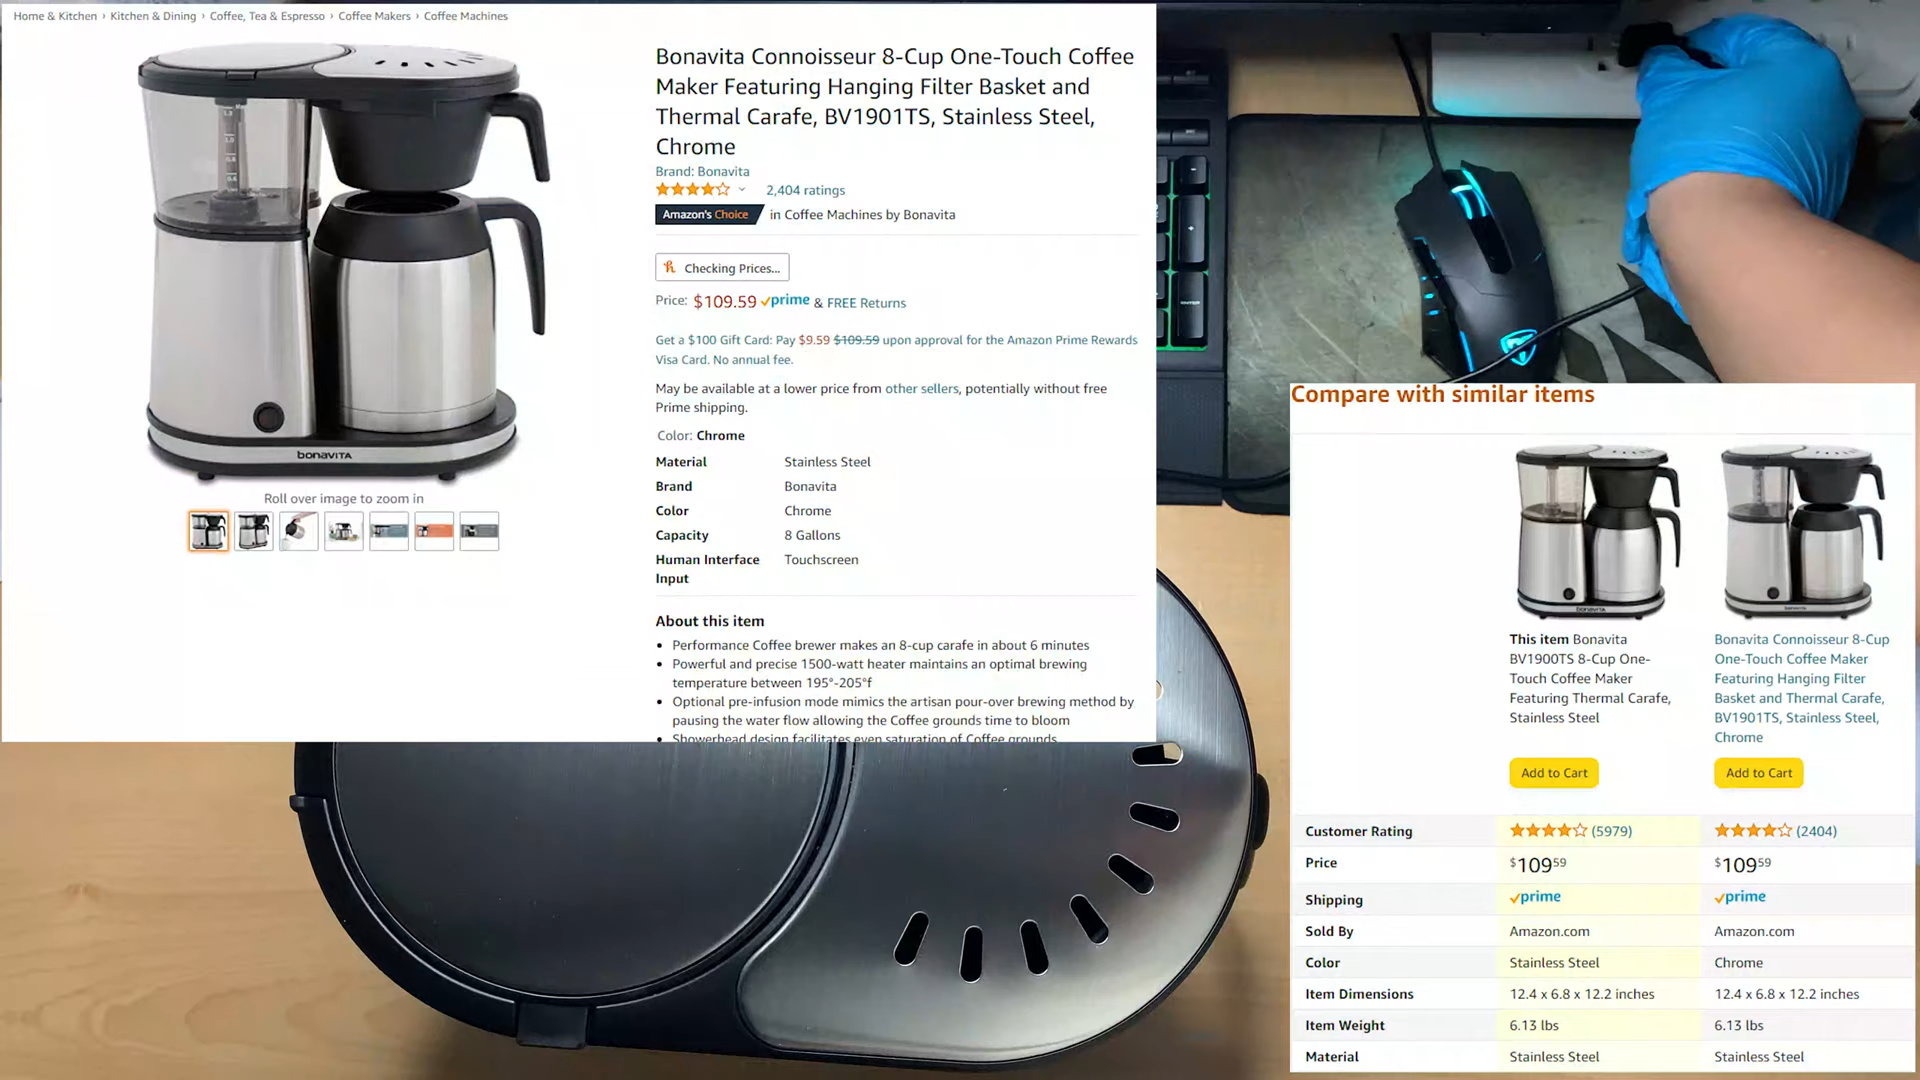 Home & Kitchen › Kitchen & Dining › Coffee, Tea & Espresso › Coffee Makers › Coffee Machines
bonaviTA
Roll over image to zoom in
Bonavita Connoisseur 8-Cup One-Touch Coffee
Maker Featuring Hanging Filter Basket and
Thermal Carafe, BV1901TS, Stainless Steel,
Chrome
Brand: Bonavita
2,404 ratings
Amazon's Choice in Coffee Machines by Bonavita
Checking Prices...
Price: $109.59 prime & FREE Returns
Get a $100 Gift Card: Pay $9.59 $109.59 upon approval for the Amazon Prime Rewards
Visa Card. No annual fee.
May be available at a lower price from other sellers, potentially without free
Prime shipping.
Color: Chrome
Material Stainless Steel
Brand Bonavita
Color Chrome
Capacity 8 Gallons
Human Interface Touchscreen
Input
About this item
• Performance Coffee brewer makes an 8-cup carafe in about 6 minutes
• Powerful and precise 1500-watt heater maintains an optimal brewing
temperature between 195°-205°f
• Optional pre-infusion mode mimics the artisan pour-over brewing method by
pausing the water flow allowing the Coffee grounds time to bloom
• Showerhead design facilitates even saturation of Coffee grounds
Compare with similar items
This item Bonavita
BV1900TS 8-Cup One-
Touch Coffee Maker
Featuring Thermal Carafe,
Stainless Steel
Add to Cart
Bonavita Connoisseur 8-Cup
One-Touch Coffee Maker
Featuring Hanging Filter
Basket and Thermal Carafe,
BV1901TS, Stainless Steel,
Chrome
Add to Cart
Customer Rating (5979) (2404)
Price $109.59 $109.59
Shipping prime prime
Sold By Amazon.com Amazon.com
Color Stainless Steel Chrome
Item Dimensions 12.4 x 6.8 x 12.2 inches 12.4 x 6.8 x 12.2 inches
Item Weight 6.13 lbs 6.13 lbs
Material Stainless Steel Stainless Steel